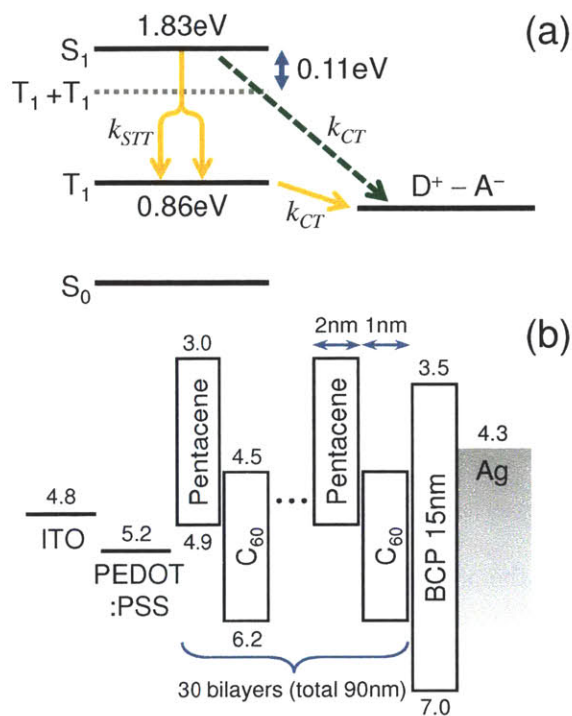 (a)
1.83eV
S1
0.11eV
T1 +T1
kSTT
kCT
T1
0.86eV
kCT
D+ – A−
S0
(b)
2nm 1nm
3.0
3.5
Pentacene
Pentacene
4.5
4.3
4.8
ITO
Ag
...
4.9
C60
C60
BCP 15nm
5.2
PEDOT
:PSS
6.2
30 bilayers (total 90nm)
7.0